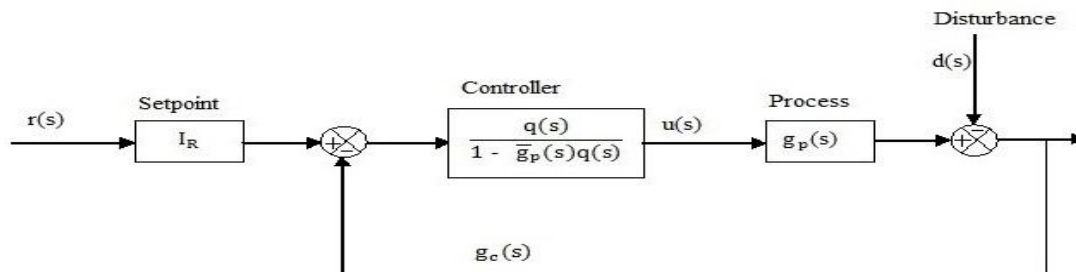 Disturbance
d(s)
Setpoint
Controller
Process
r(s)
I_R
+
−
q(s)
1 - g̅_p(s)q(s)
u(s)
g_p(s)
+
−
g_c(s)